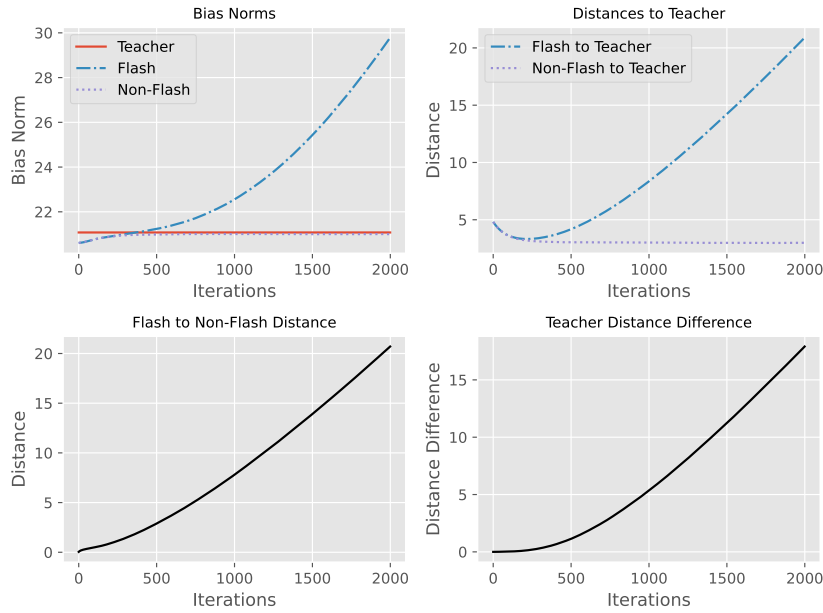 Bias Norms
Teacher
Flash
Non-Flash
Bias Norm
30
28
26
24
22
0 500 1000 1500 2000
Iterations
Distances to Teacher
Flash to Teacher
Non-Flash to Teacher
Distance
20
15
10
5
0 500 1000 1500 2000
Iterations
Flash to Non-Flash Distance
Distance
20
15
10
5
0
0 500 1000 1500 2000
Iterations
Teacher Distance Difference
Distance Difference
15
10
5
0
0 500 1000 1500 2000
Iterations